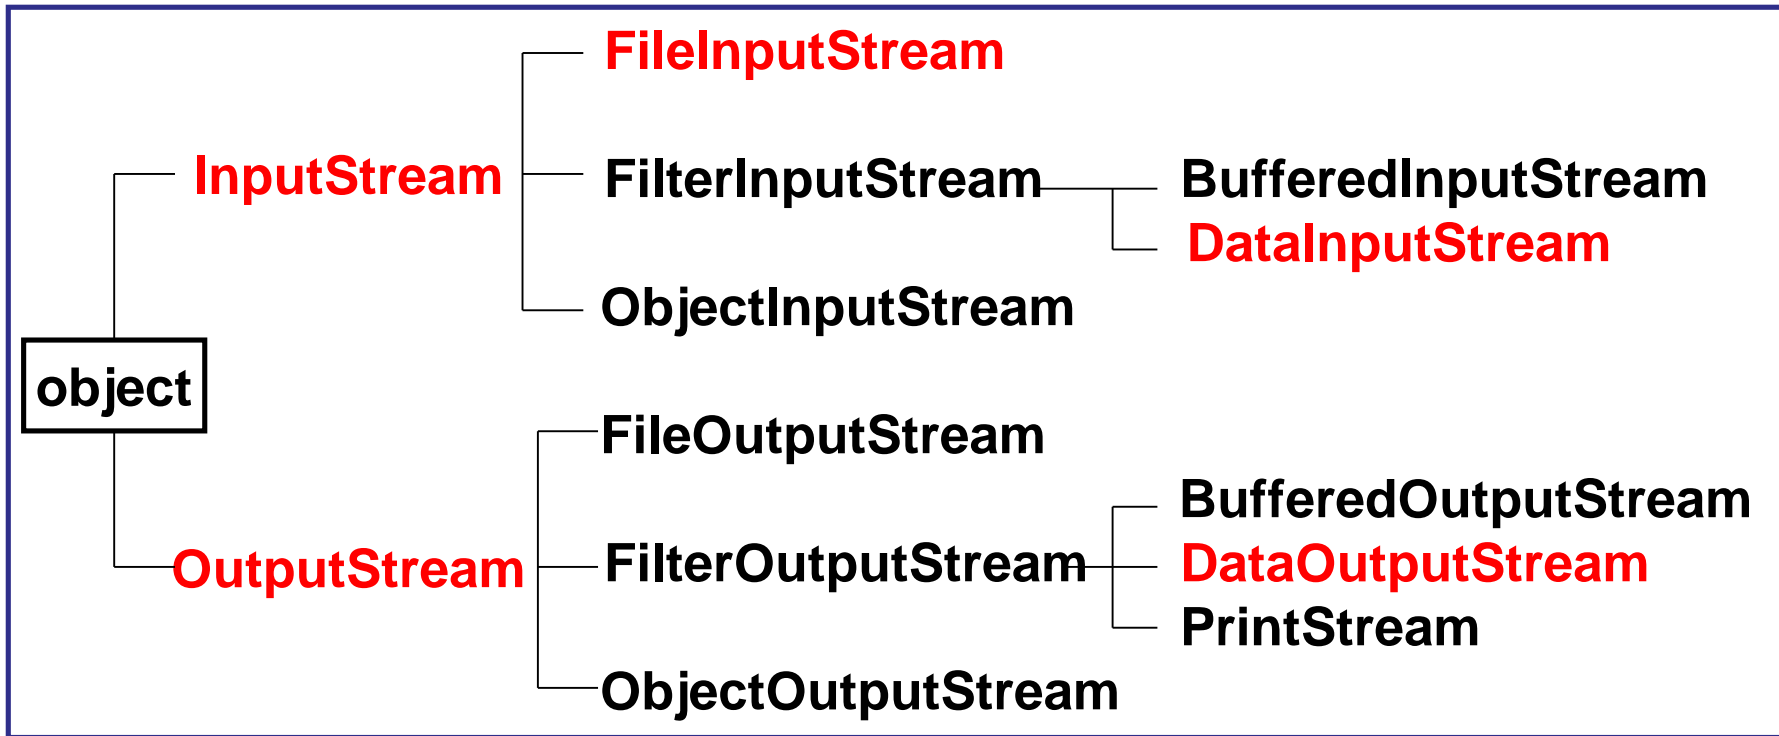 FileInputStream
InputStream
FilterInputStream
BufferedInputStream
DataInputStream
ObjectInputStream
object
FileOutputStream
BufferedOutputStream
OutputStream
FilterOutputStream
DataOutputStream
PrintStream
ObjectOutputStream